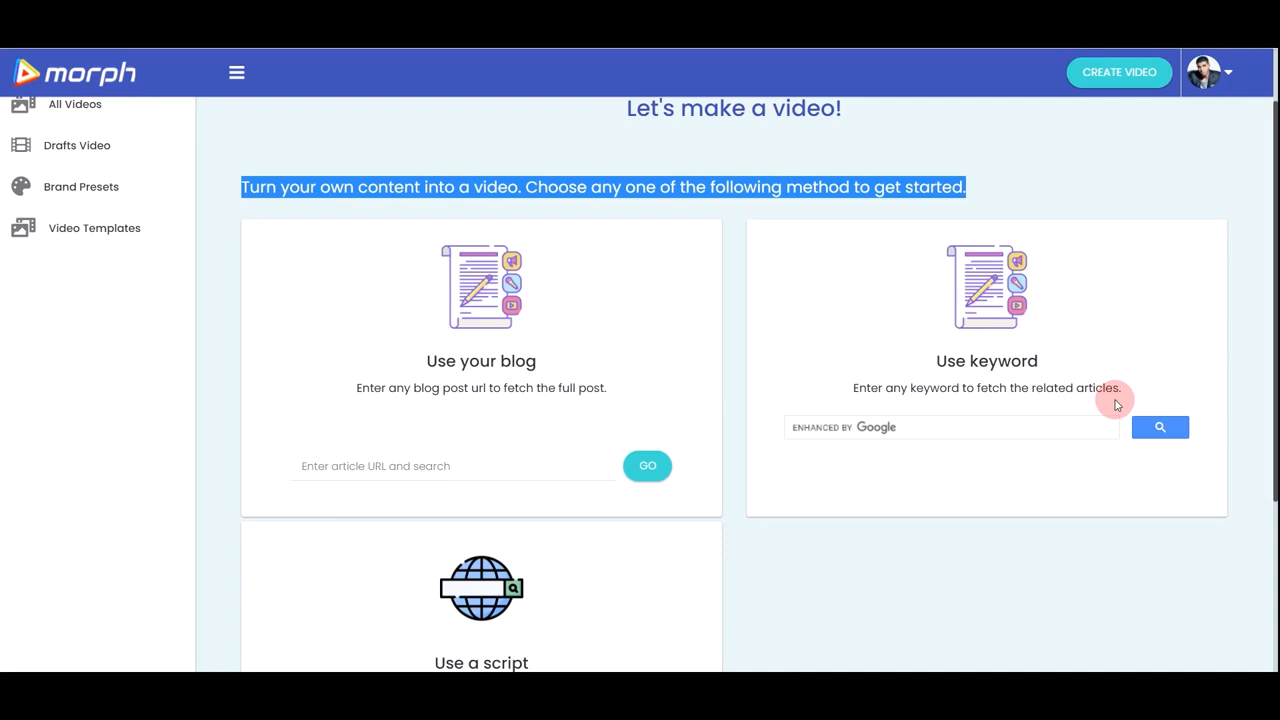 morph
CREATE VIDEO
All Videos
Drafts Video
Brand Presets
Video Templates
Let's make a video!
Turn your own content into a video. Choose any one of the following method to get started.
Use your blog
Enter any blog post url to fetch the full post.
Enter article URL and search
GO
Use keyword
Enter any keyword to fetch the related articles.
ENHANCED BY Google
Use a script